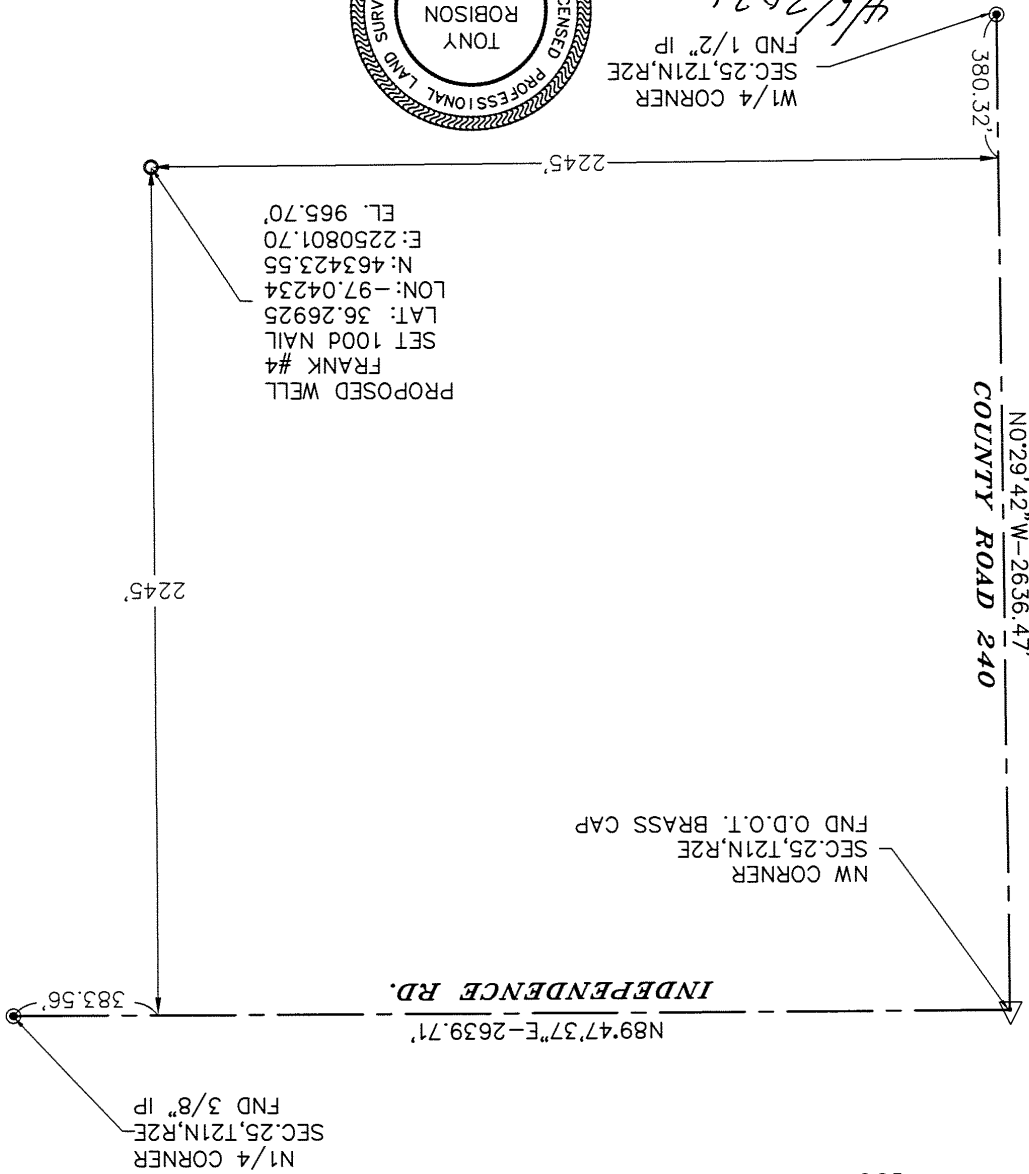 N1/4 CORNER
SEC.25,T21N,R2E
FND 3/8" IP
N89°47'37"E-2639.71'
INDEPENDENCE RD.
383.56'
NW CORNER
SEC.25,T21N,R2E
FND O.D.O.T. BRASS CAP
N0°29'42"W-2636.47'
COUNTY ROAD 240
2245'
PROPOSED WELL
FRANK #4
SET 100d NAIL
LAT: 36.26925
LON:-97.04234
N:463423.55
E:2250801.70
EL. 965.70'
2245'
380.32'
W1/4 CORNER
SEC.25,T21N,R2E
FND 1/2" IP
PROFESSIONAL LAND
TONY
ROBISON